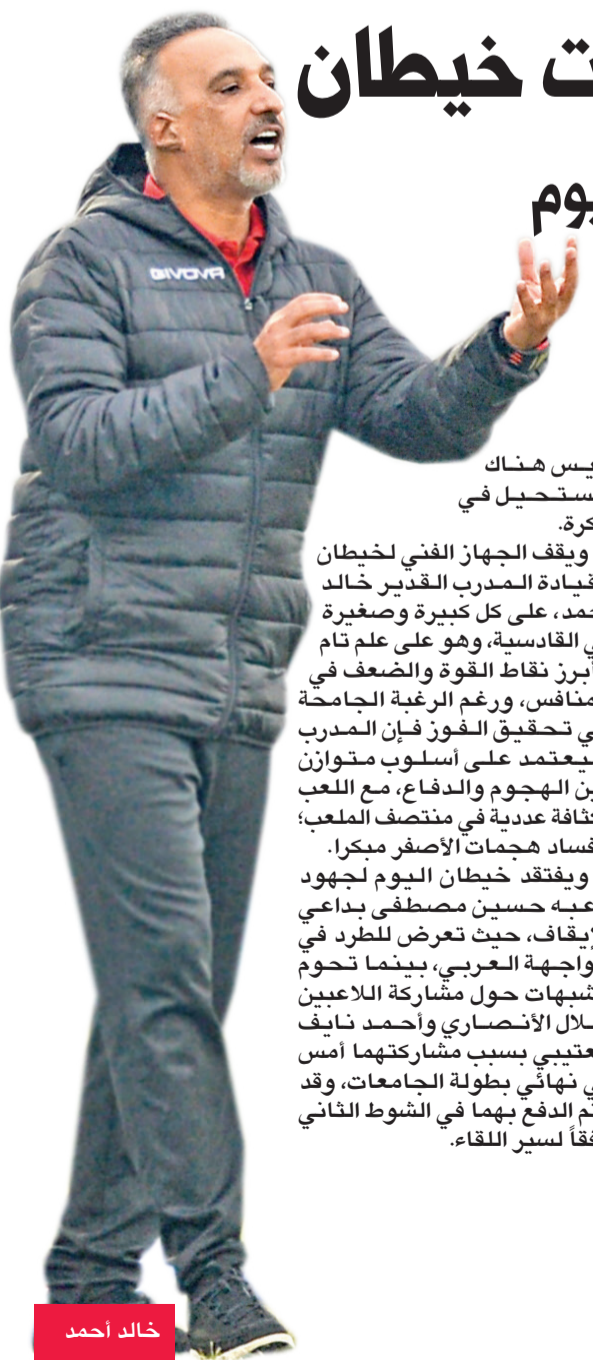 ت خيطان
يوم
GIVOVA
يس هناك
ستحيل في
كرة.
ويقف الجهاز الفني لخيطان
قيادة المدرب القدير خالد
حمد، على كل كبيرة وصغيرة
ي القادسية، وهو على علم تام
أبرز نقاط القوة والضعف في
منافس، ورغم الرغبة الجامحة
ي تحقيق الفوز فإن المدرب
يعتمد على أسلوب متوازن
ين الهجوم والدفاع، مع اللعب
كثافة عددية في منتصف الملعب؛
فساد هجمات الأصفر مبكرا.
ويفتقد خيطان اليوم لجهود
عبه حسين مصطفى بداعي
لإيقاف، حيث تعرض للطرد في
واجهة العربي، بينما تحوم
شبهات حول مشاركة اللاعبين
لال الأنصاري وأحمد نايف
عتيبي بسبب مشاركتهما أمس
ي نهائي بطولة الجامعات، وقد
تم الدفع بهما في الشوط الثاني
فقاً لسير اللقاء.
خالد أحمد